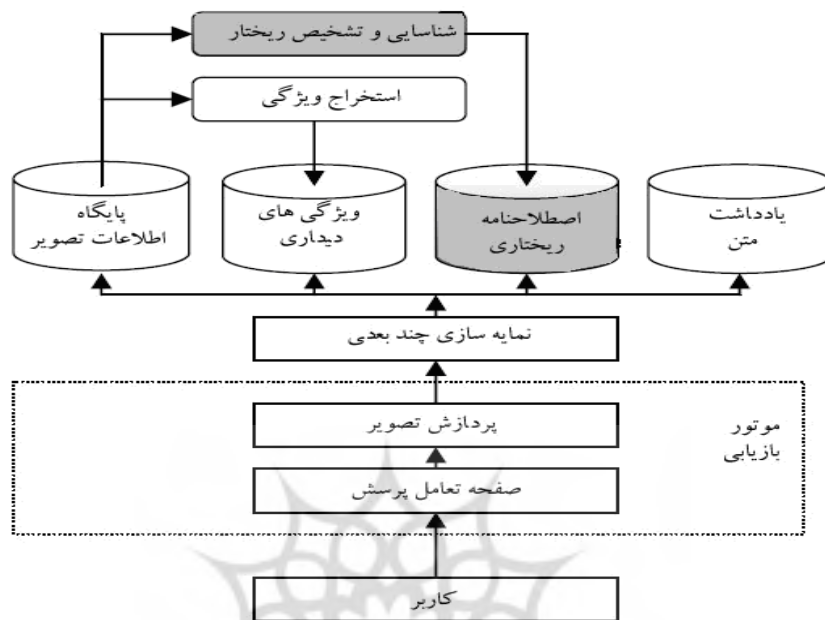 شناسایی و تشخیص ریختار
استخراج ویژگی
پایگاه
اطلاعات تصویر
ویژگی های
دیداری
اصطلاحنامه
ریختاری
یادداشت
متن
نمایه سازی چند بعدی
پردازش تصویر
موتور
بازیابی
صفحه تعامل پرسش
کاربر